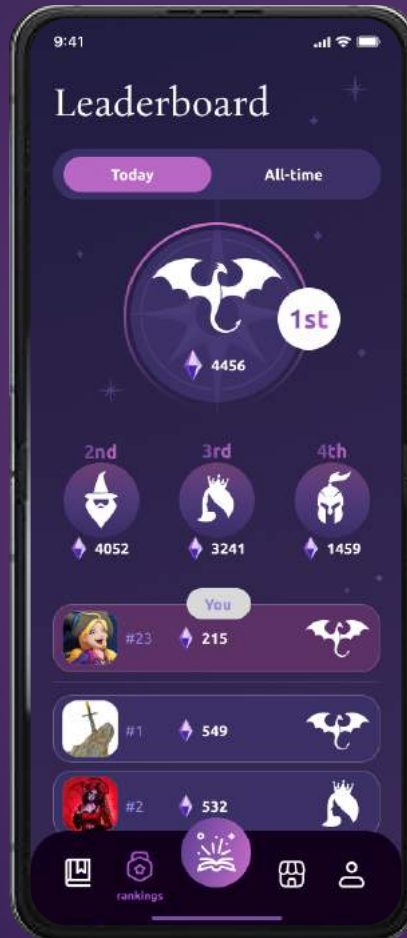 9:41
Leaderboard
Today All-time
1st
4456
2nd 3rd 4th
4052 3241 1459
You
#23 215
#1 549
#2 532
rankings